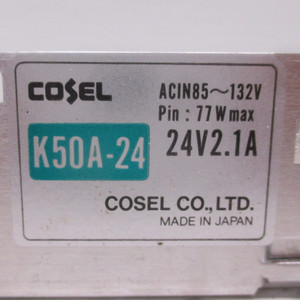 COSEL
ACIN85～132V
Pin : 77Wmax
K50A-24
24V2.1A
COSEL CO.,LTD.
MADE IN JAPAN